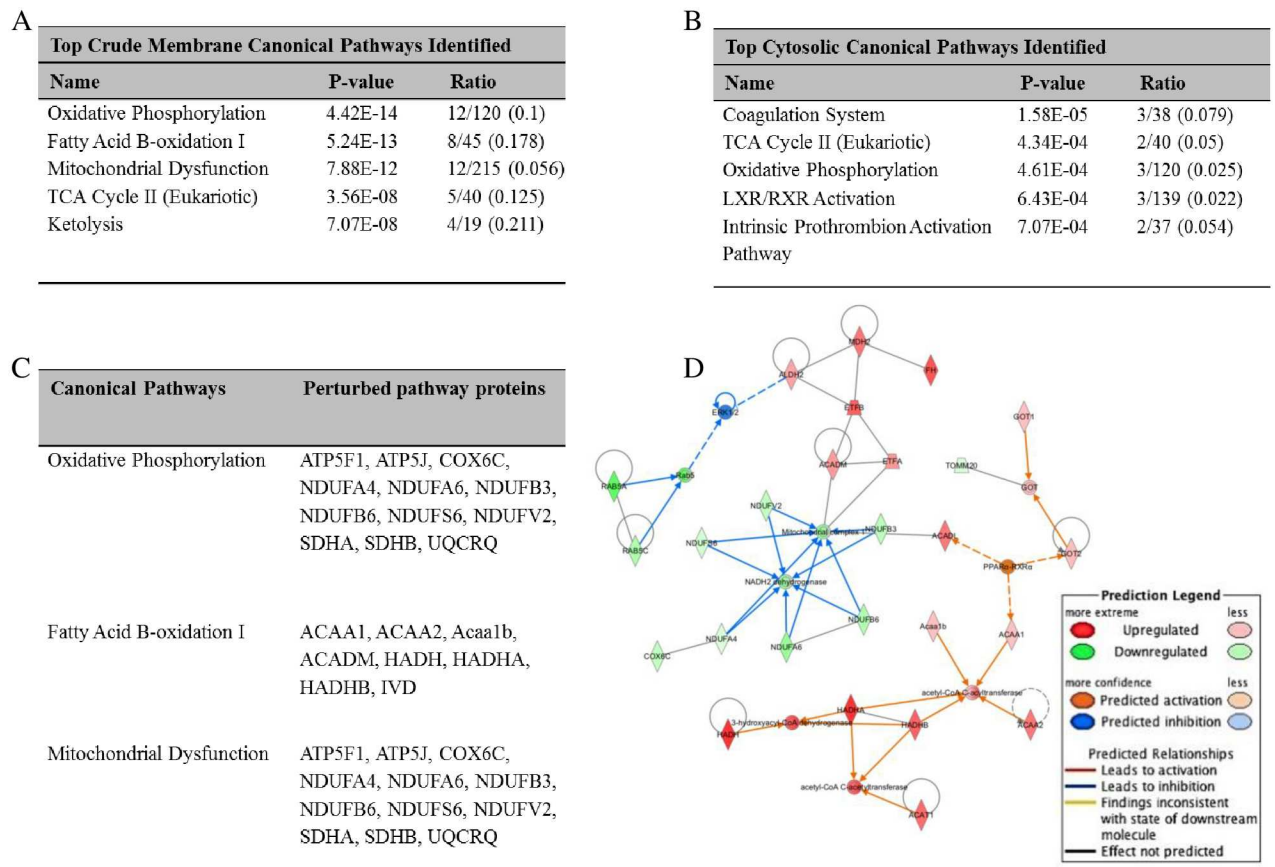 A
Top Crude Membrane Canonical Pathways Identified
Name P-value Ratio
Oxidative Phosphorylation 4.42E-14 12/120 (0.1)
Fatty Acid B-oxidation I 5.24E-13 8/45 (0.178)
Mitochondrial Dysfunction 7.88E-12 12/215 (0.056)
TCA Cycle II (Eukariotic) 3.56E-08 5/40 (0.125)
Ketolysis 7.07E-08 4/19 (0.211)
B
Top Cytosolic Canonical Pathways Identified
Name P-value Ratio
Coagulation System 1.58E-05 3/38 (0.079)
TCA Cycle II (Eukariotic) 4.34E-04 2/40 (0.05)
Oxidative Phosphorylation 4.61E-04 3/120 (0.025)
LXR/RXR Activation 6.43E-04 3/139 (0.022)
Intrinsic Prothrombion Activation 7.07E-04 2/37 (0.054)
Pathway
C
Canonical Pathways Perturbed pathway proteins
Oxidative Phosphorylation ATP5F1, ATP5J, COX6C,
NDUFA4, NDUFA6, NDUFB3,
NDUFB6, NDUFS6, NDUFV2,
SDHA, SDHB, UQCRQ
Fatty Acid B-oxidation I ACAA1, ACAA2, Acaa1b,
ACADM, HADH, HADHA,
HADHB, IVD
Mitochondrial Dysfunction ATP5F1, ATP5J, COX6C,
NDUFA4, NDUFA6, NDUFB3,
NDUFB6, NDUFS6, NDUFV2,
SDHA, SDHB, UQCRQ
D
MDH2
ALDH2
FH
ERK1/2
ETFB
GOT1
ACADM
ETFA
TOMM20
Rab5
RAB5A
GOT
NDUFV2
Mitochondrial complex 1
NDUFB3
ACADL
NDUFS6
RAB5C
GOT2
PPARα-RXRα
NADH2 dehydrogenase
NDUFB6
Acaa1b
ACAA1
NDUFA4
NDUFA6
COX6C
acetyl-CoA C-acyltransferase
HADHA
3-hydroxyacyl-CoA dehydrogenase
HADHB
ACAA2
HADH
acetyl-CoA C-acetyltransferase
ACAT1
Prediction Legend
more extreme less
Upregulated
Downregulated
more confidence less
Predicted activation
Predicted inhibition
Predicted Relationships
Leads to activation
Leads to inhibition
Findings inconsistent
with state of downstream
molecule
Effect not predicted